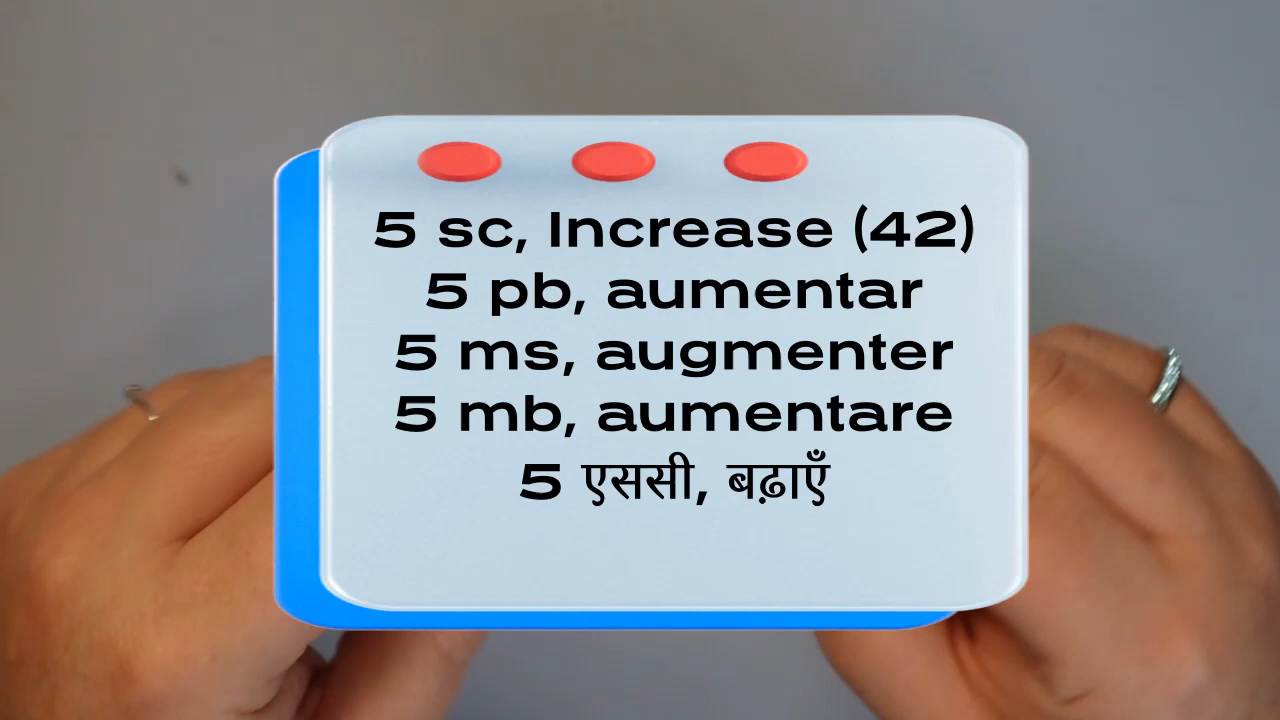 5 sc, Increase (42)
5 pb, aumentar
5 ms, augmenter
5 mb, aumentare
5 एससी, बढ़ाएँ